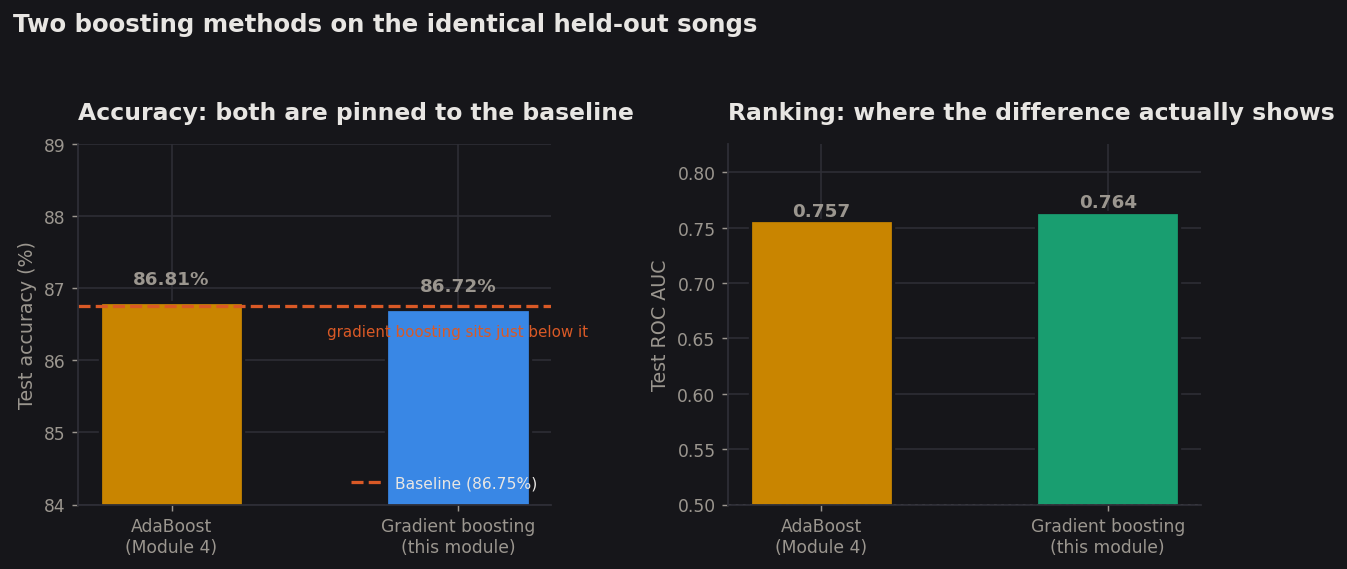 Two boosting methods on the identical held-out songs
Accuracy: both are pinned to the baseline
Test accuracy (%)
89
88
87
86
85
84
86.81%
86.72%
gradient boosting sits just below it
Baseline (86.75%)
AdaBoost
(Module 4)
Gradient boosting
(this module)
Ranking: where the difference actually shows
Test ROC AUC
0.80
0.75
0.70
0.65
0.60
0.55
0.50
0.757
0.764
AdaBoost
(Module 4)
Gradient boosting
(this module)